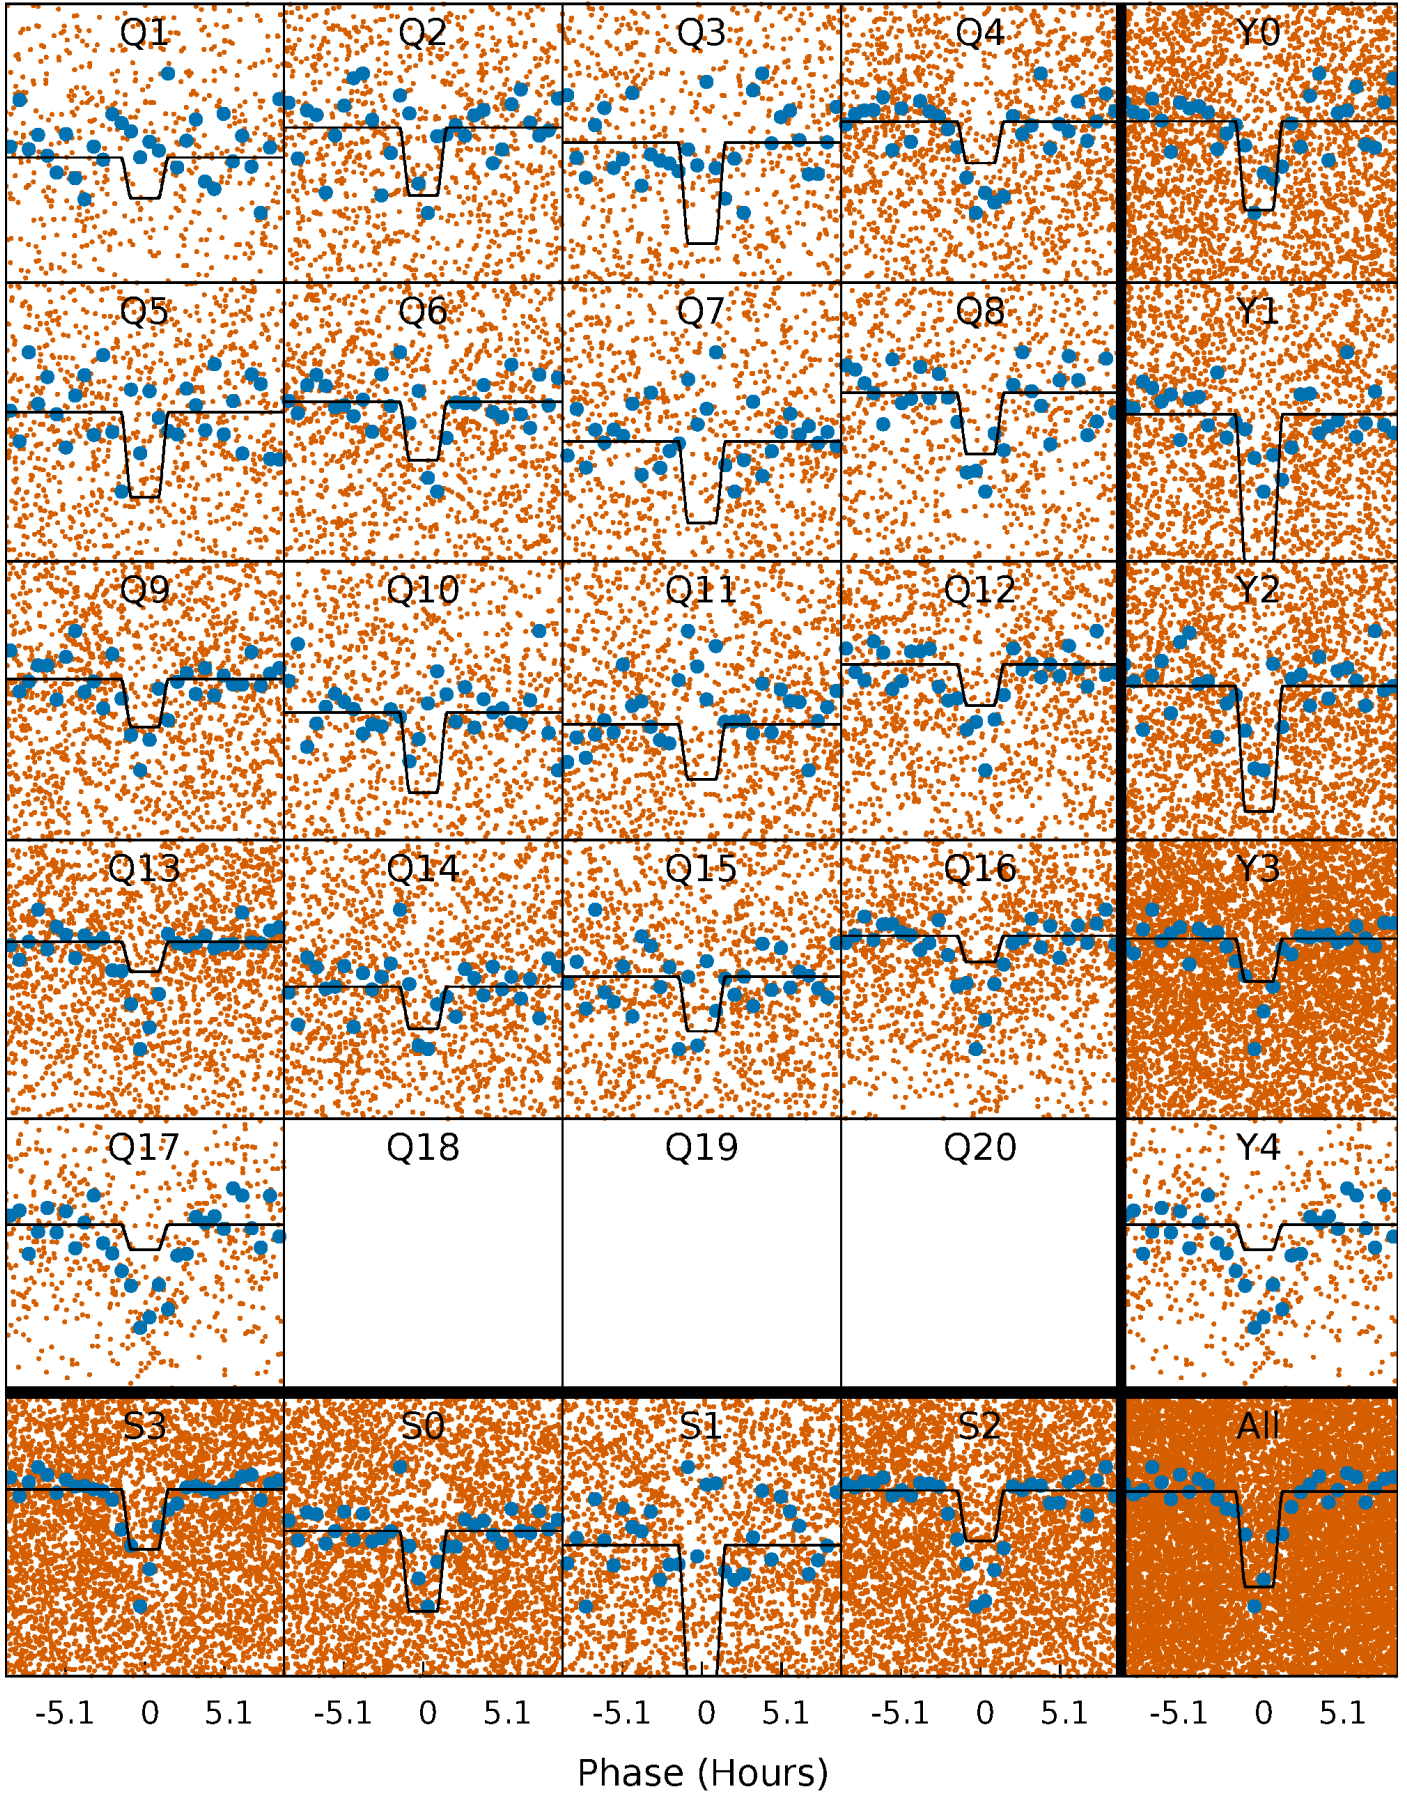 Q1 Q2 Q3 Q4 Y0
Q5 Q6 Q7 Q8 Y1
Q9 Q10 Q11 Q12 Y2
Q13 Q14 Q15 Q16 Y3
Q17 Q18 Q19 Q20 Y4
S3 S0 S1 S2 All
-5.1 0 5.1 -5.1 0 5.1 -5.1 0 5.1 -5.1 0 5.1 -5.1 0 5.1
Phase (Hours)